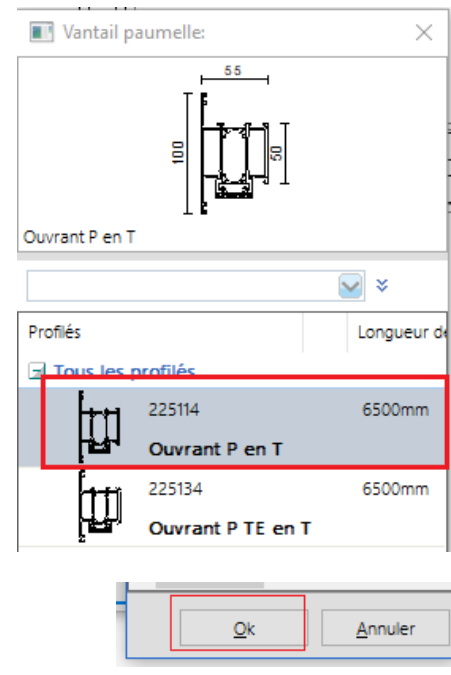 Vantail paumelle:
55
100
50
Ouvrant P en T
Profilés Longueur de
Tous les profilés
225114 6500mm
Ouvrant P en T
225134 6500mm
Ouvrant P TE en T
Ok Annuler